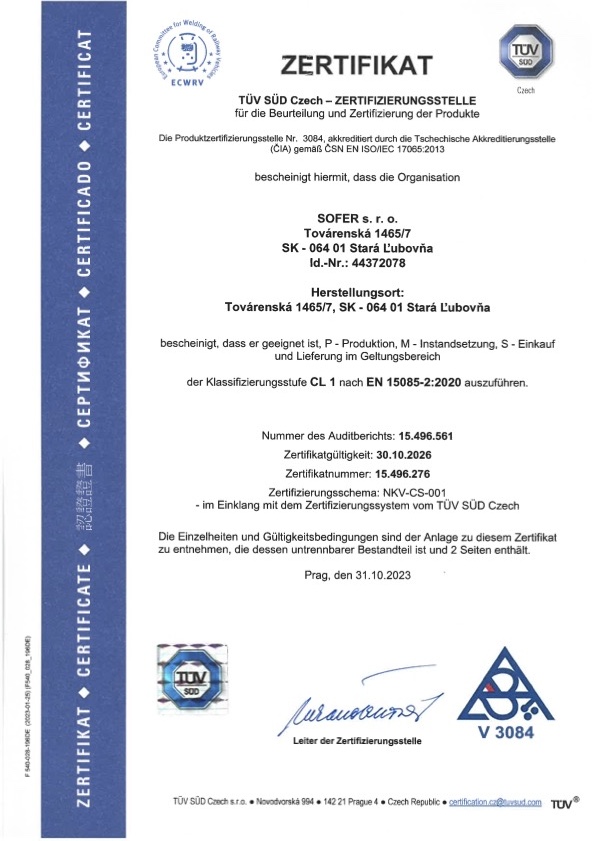 European Committee for Welding of Railway Vehicles
ECWRV
ZERTIFIKAT
TÜV
SÜD
Czech
TÜV SÜD Czech – ZERTIFIZIERUNGSSTELLE
für die Beurteilung und Zertifizierung der Produkte
Die Produktzertifizierungsstelle Nr. 3084, akkreditiert durch die Tschechische Akkreditierungsstelle
(ČIA) gemäß ČSN EN ISO/IEC 17065:2013
bescheinigt hiermit, dass die Organisation
SOFER s. r. o.
Továrenská 1465/7
SK - 064 01 Stará Ľubovňa
Id.-Nr.: 44372078
Herstellungsort:
Továrenská 1465/7, SK - 064 01 Stará Ľubovňa
bescheinigt, dass er geeignet ist, P - Produktion, M - Instandsetzung, S - Einkauf
und Lieferung im Geltungsbereich
der Klassifizierungsstufe CL 1 nach EN 15085-2:2020 auszuführen.
Nummer des Auditberichts: 15.496.561
Zertifikatgültigkeit: 30.10.2026
Zertifikatnummer: 15.496.276
Zertifizierungsschema: NKV-CS-001
- im Einklang mit dem Zertifizierungssystem vom TÜV SÜD Czech
Die Einzelheiten und Gültigkeitsbedingungen sind der Anlage zu diesem Zertifikat
zu entnehmen, die dessen untrennbarer Bestandteil ist und 2 Seiten enthält.
Prag, den 31.10.2023
TÜV
SÜD
Leiter der Zertifizierungsstelle
V 3084
TÜV SÜD Czech s.r.o. ● Novodvorská 994 ● 142 21 Prague 4 ● Czech Republic ● certification.cz@tuvsud.com TÜV®
ZERTIFIKAT ◆ CERTIFICATE ◆ 認證證書 ◆ СЕРТИФИКАТ ◆ CERTIFICADO ◆ CERTIFICAT
F 540-028-196DE (2023-01-25) (F540_028_196DE)